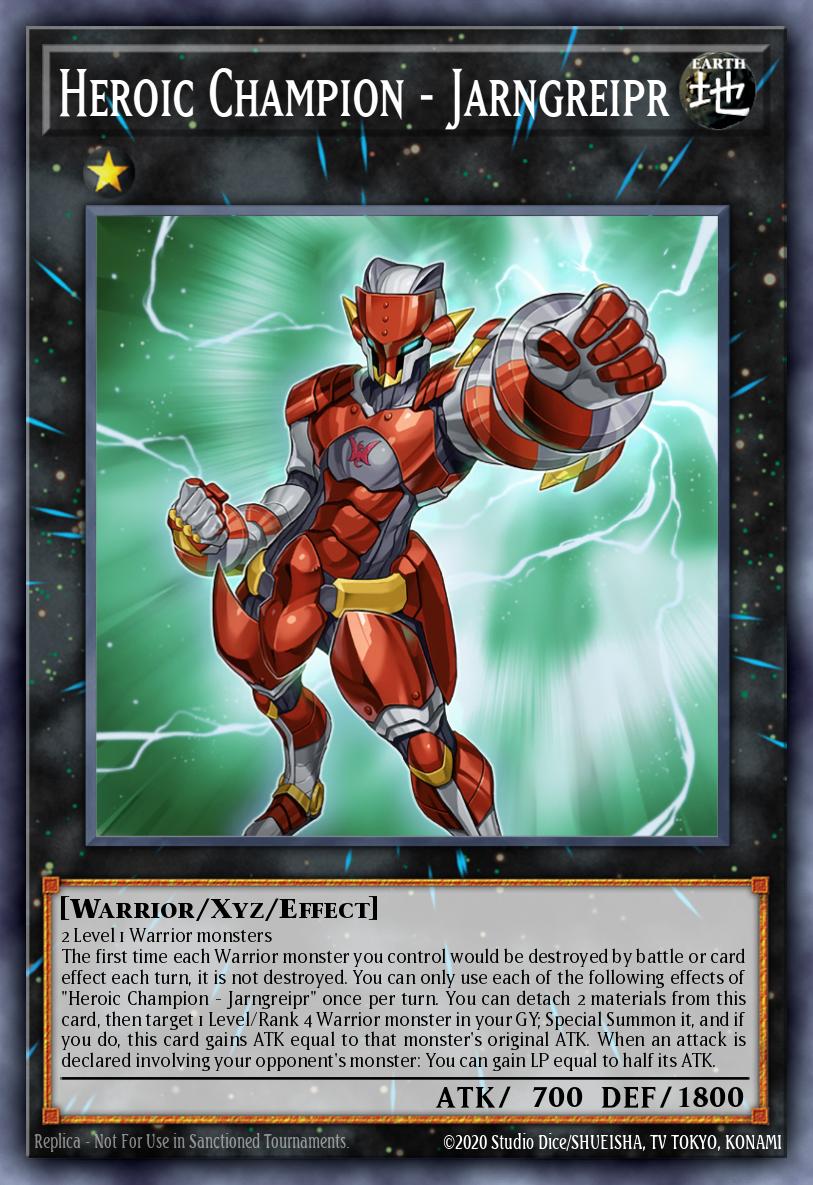 Heroic Champion - Jarngreipr
EARTH
地
[Warrior/Xyz/Effect]
2 Level 1 Warrior monsters
The first time each Warrior monster you control would be destroyed by battle or card
effect each turn, it is not destroyed. You can only use each of the following effects of
"Heroic Champion - Jarngreipr" once per turn. You can detach 2 materials from this
card, then target 1 Level/Rank 4 Warrior monster in your GY; Special Summon it, and if
you do, this card gains ATK equal to that monster's original ATK. When an attack is
declared involving your opponent's monster: You can gain LP equal to half its ATK.
ATK/ 700 DEF/1800
Replica - Not For Use in Sanctioned Tournaments.
©2020 Studio Dice/SHUEISHA, TV TOKYO, KONAMI